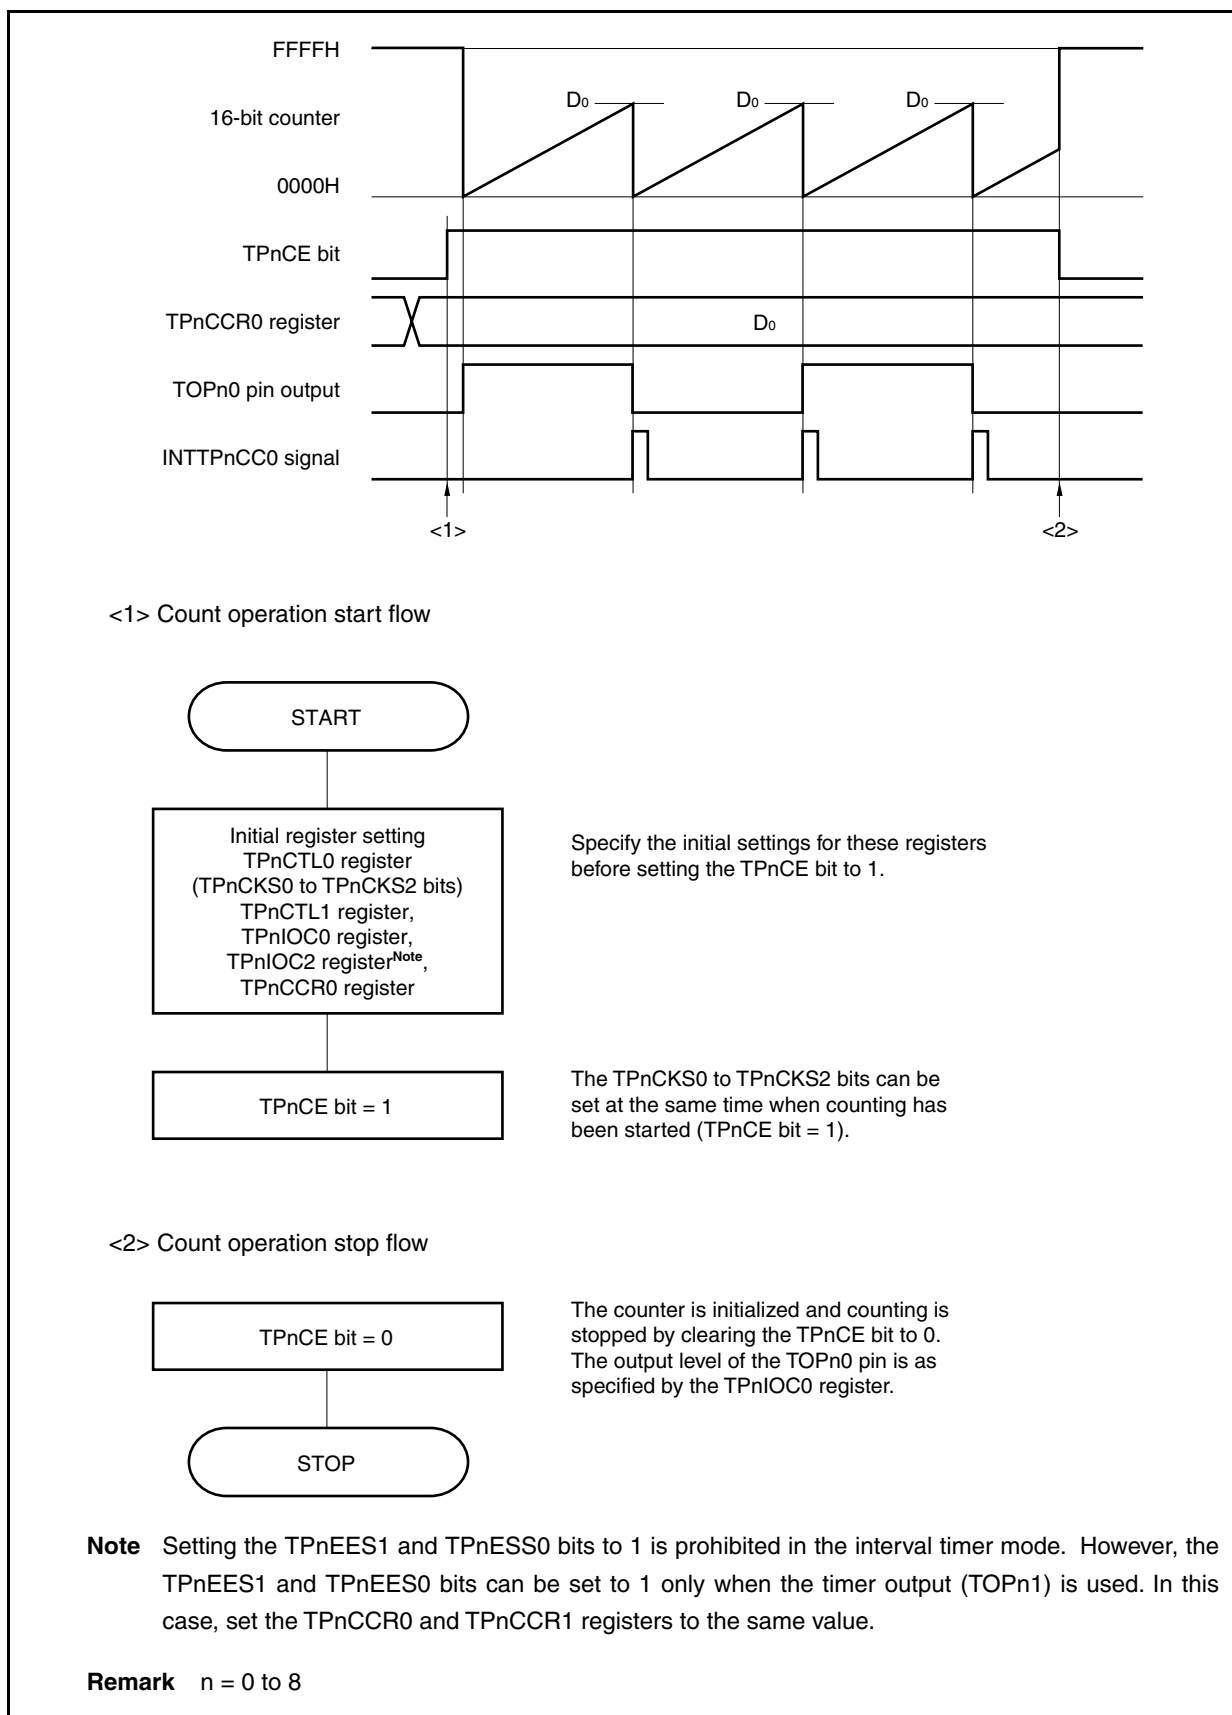 FFFFH
16-bit counter
D0
D0
D0
0000H
TPnCE bit
TPnCCR0 register
D0
TOPn0 pin output
INTTPnCC0 signal
<1>
<2>
<1> Count operation start flow
START
Initial register setting
TPnCTL0 register
(TPnCKS0 to TPnCKS2 bits)
TPnCTL1 register,
TPnIOC0 register,
TPnIOC2 registerNote,
TPnCCR0 register
Specify the initial settings for these registers
before setting the TPnCE bit to 1.
TPnCE bit = 1
The TPnCKS0 to TPnCKS2 bits can be
set at the same time when counting has
been started (TPnCE bit = 1).
<2> Count operation stop flow
TPnCE bit = 0
The counter is initialized and counting is
stopped by clearing the TPnCE bit to 0.
The output level of the TOPn0 pin is as
specified by the TPnIOC0 register.
STOP
Note Setting the TPnEES1 and TPnESS0 bits to 1 is prohibited in the interval timer mode. However, the
TPnEES1 and TPnEES0 bits can be set to 1 only when the timer output (TOPn1) is used. In this
case, set the TPnCCR0 and TPnCCR1 registers to the same value.
Remark n = 0 to 8